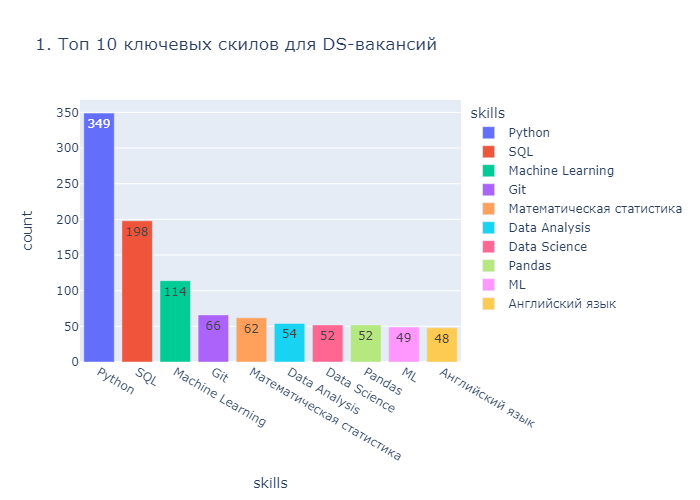 1. Топ 10 ключевых скилов для DS-вакансий
count
350
300
250
200
150
100
50
0
349
198
114
66
62
54
52
52
49
48
Python
SQL
Machine Learning
Git
Математическая статистика
Data Analysis
Data Science
Pandas
ML
Английский язык
skills
skills
Python
SQL
Machine Learning
Git
Математическая статистика
Data Analysis
Data Science
Pandas
ML
Английский язык